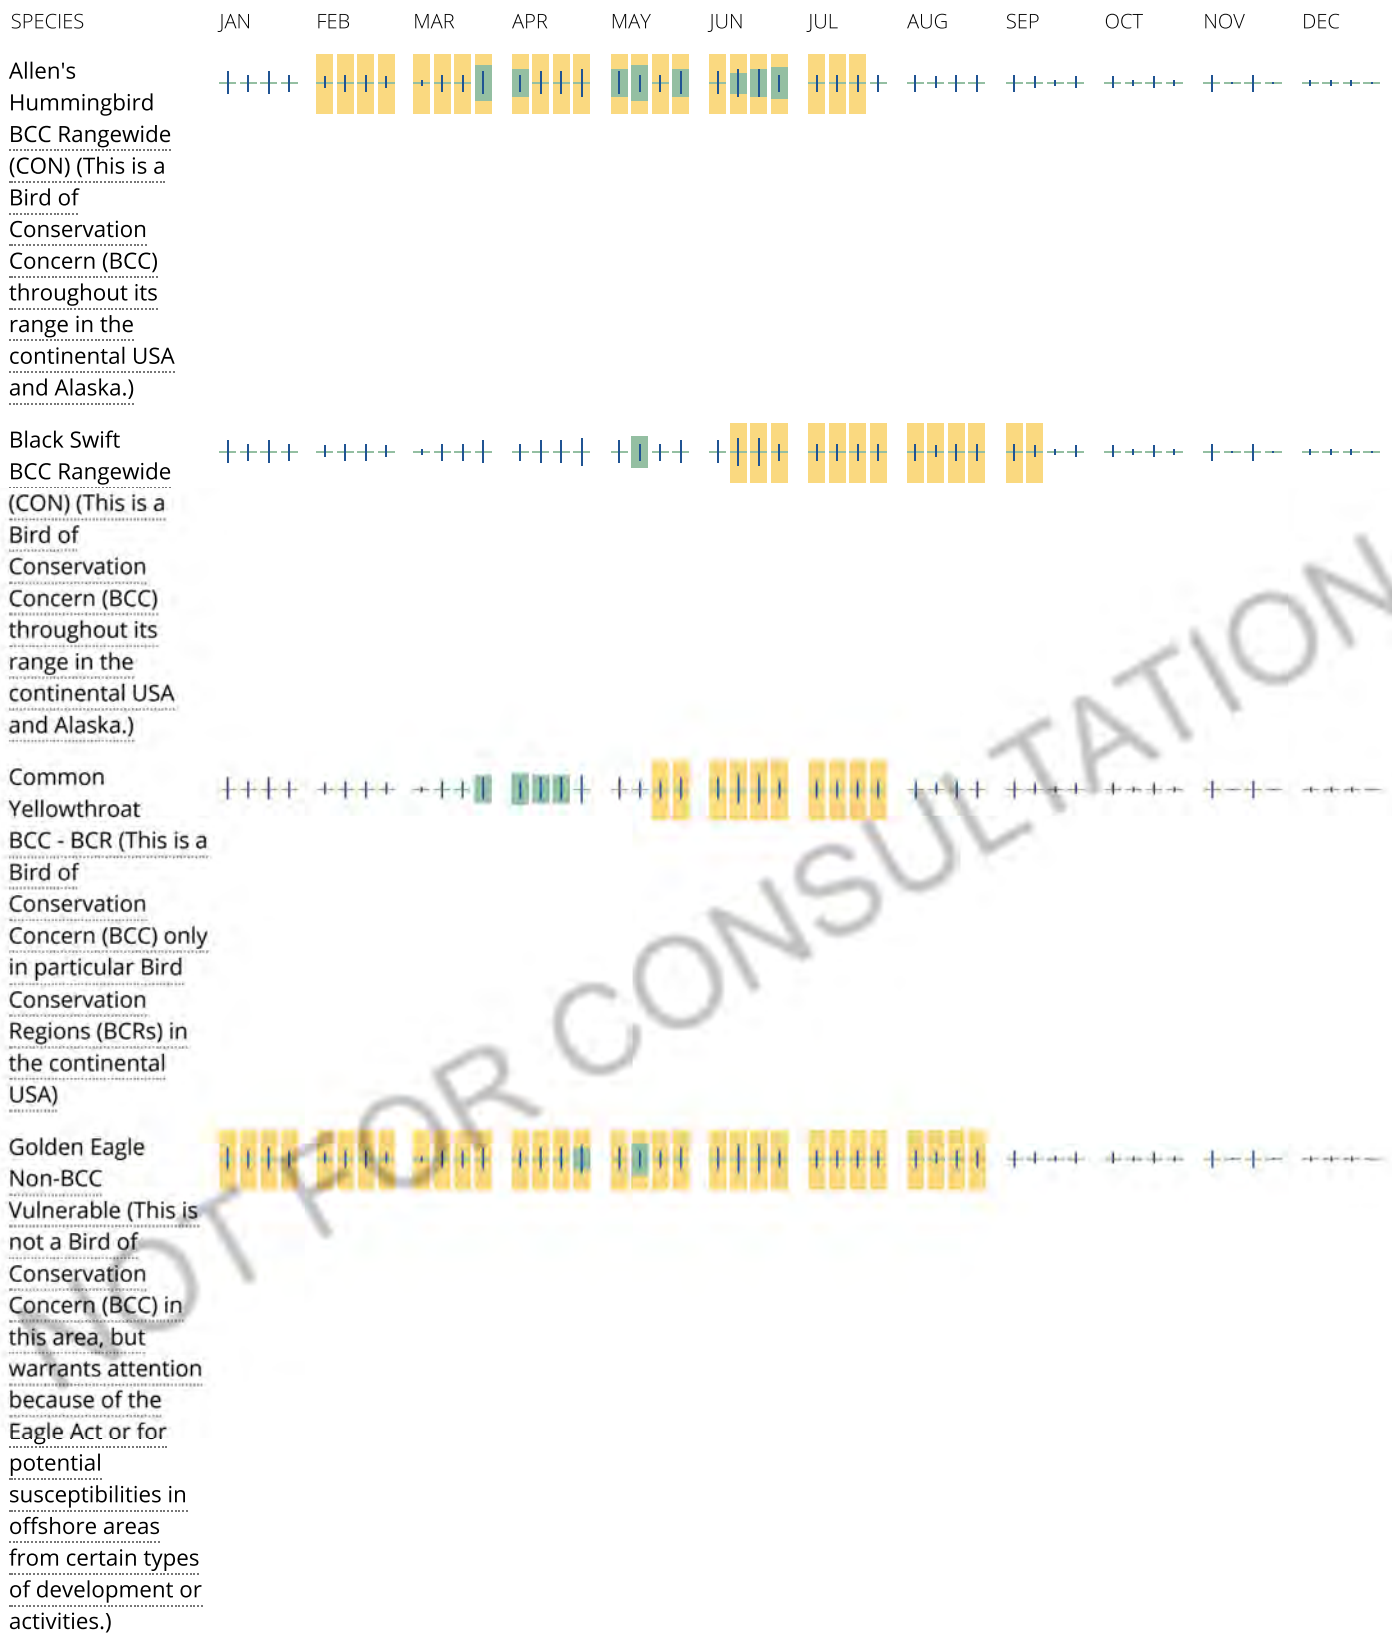 SPECIES JAN FEB MAR APR MAY JUN JUL AUG SEP OCT NOV DEC
Allen's
Hummingbird
BCC Rangewide
(CON) (This is a
Bird of
Conservation
Concern (BCC)
throughout its
range in the
continental USA
and Alaska.)
Black Swift
BCC Rangewide
(CON) (This is a
Bird of
Conservation
Concern (BCC)
throughout its
range in the
continental USA
and Alaska.)
Common
Yellowthroat
BCC - BCR (This is a
Bird of
Conservation
Concern (BCC) only
in particular Bird
Conservation
Regions (BCRs) in
the continental
USA)
Golden Eagle
Non-BCC
Vulnerable (This is
not a Bird of
Conservation
Concern (BCC) in
this area, but
warrants attention
because of the
Eagle Act or for
potential
susceptibilities in
offshore areas
from certain types
of development or
activities.)
NOT FOR CONSULTATION